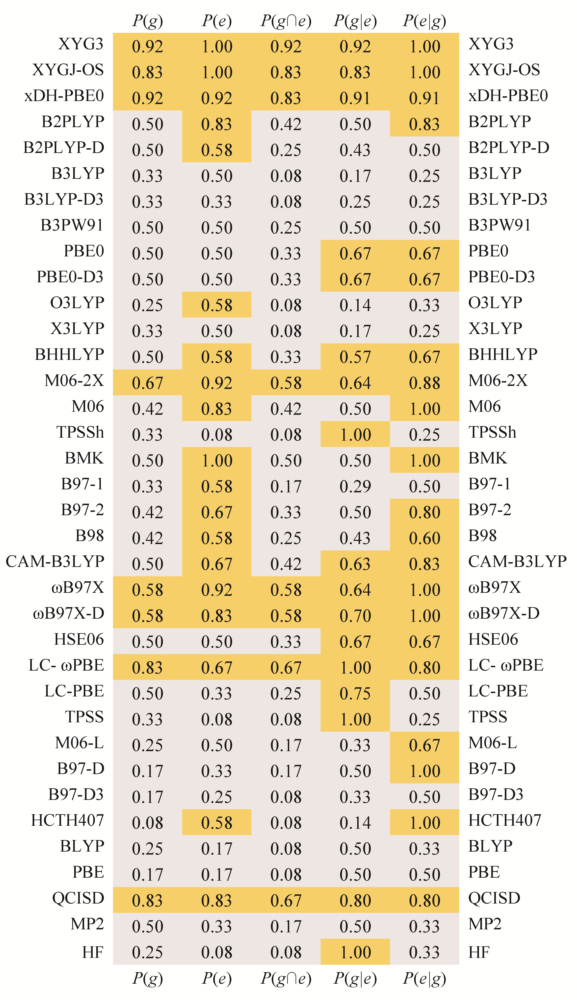 P(g) P(e) P(g∩e) P(g|e) P(e|g)
XYG3 0.92 1.00 0.92 0.92 1.00 XYG3
XYGJ-OS 0.83 1.00 0.83 0.83 1.00 XYGJ-OS
xDH-PBE0 0.92 0.92 0.83 0.91 0.91 xDH-PBE0
B2PLYP 0.50 0.83 0.42 0.50 0.83 B2PLYP
B2PLYP-D 0.50 0.58 0.25 0.43 0.50 B2PLYP-D
B3LYP 0.33 0.50 0.08 0.17 0.25 B3LYP
B3LYP-D3 0.33 0.33 0.08 0.25 0.25 B3LYP-D3
B3PW91 0.50 0.50 0.25 0.50 0.50 B3PW91
PBE0 0.50 0.50 0.33 0.67 0.67 PBE0
PBE0-D3 0.50 0.50 0.33 0.67 0.67 PBE0-D3
O3LYP 0.25 0.58 0.08 0.14 0.33 O3LYP
X3LYP 0.33 0.50 0.08 0.17 0.25 X3LYP
BHHLYP 0.50 0.58 0.33 0.57 0.67 BHHLYP
M06-2X 0.67 0.92 0.58 0.64 0.88 M06-2X
M06 0.42 0.83 0.42 0.50 1.00 M06
TPSSh 0.33 0.08 0.08 1.00 0.25 TPSSh
BMK 0.50 1.00 0.50 0.50 1.00 BMK
B97-1 0.33 0.58 0.17 0.29 0.50 B97-1
B97-2 0.42 0.67 0.33 0.50 0.80 B97-2
B98 0.42 0.58 0.25 0.43 0.60 B98
CAM-B3LYP 0.50 0.67 0.42 0.63 0.83 CAM-B3LYP
ωB97X 0.58 0.92 0.58 0.64 1.00 ωB97X
ωB97X-D 0.58 0.83 0.58 0.70 1.00 ωB97X-D
HSE06 0.50 0.50 0.33 0.67 0.67 HSE06
LC- ωPBE 0.83 0.67 0.67 1.00 0.80 LC- ωPBE
LC-PBE 0.50 0.33 0.25 0.75 0.50 LC-PBE
TPSS 0.33 0.08 0.08 1.00 0.25 TPSS
M06-L 0.25 0.50 0.17 0.33 0.67 M06-L
B97-D 0.17 0.33 0.17 0.50 1.00 B97-D
B97-D3 0.17 0.25 0.08 0.33 0.50 B97-D3
HCTH407 0.08 0.58 0.08 0.14 1.00 HCTH407
BLYP 0.25 0.17 0.08 0.50 0.33 BLYP
PBE 0.17 0.17 0.08 0.50 0.50 PBE
QCISD 0.83 0.83 0.67 0.80 0.80 QCISD
MP2 0.50 0.33 0.17 0.50 0.33 MP2
HF 0.25 0.08 0.08 1.00 0.33 HF
P(g) P(e) P(g∩e) P(g|e) P(e|g)